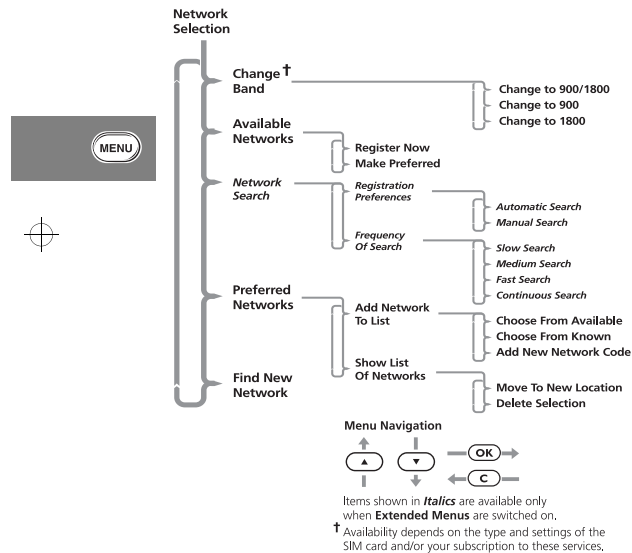 Network
Selection
Change †
Band
Change to 900/1800
Change to 900
Change to 1800
Available
Networks
Register Now
Make Preferred
MENU
Network
Search
Registration
Preferences
Automatic Search
Manual Search
Frequency
Of Search
Slow Search
Medium Search
Fast Search
Continuous Search
Preferred
Networks
Add Network
To List
Choose From Available
Choose From Known
Add New Network Code
Show List
Of Networks
Move To New Location
Delete Selection
Find New
Network
Menu Navigation
OK
C
Items shown in Italics are available only
when Extended Menus are switched on.
† Availability depends on the type and settings of the
SIM card and/or your subscription to these services.